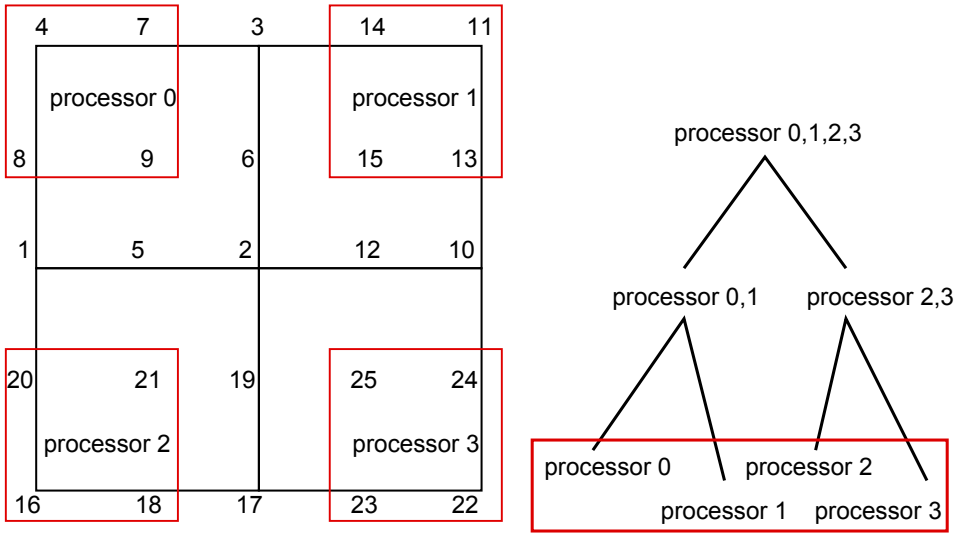 4 7 3 14 11
processor 0 processor 1
8 9 6 15 13
1 5 2 12 10
20 21 19 25 24
processor 2 processor 3
16 18 17 23 22
processor 0,1,2,3
processor 0,1 processor 2,3
processor 0 processor 2
processor 1 processor 3